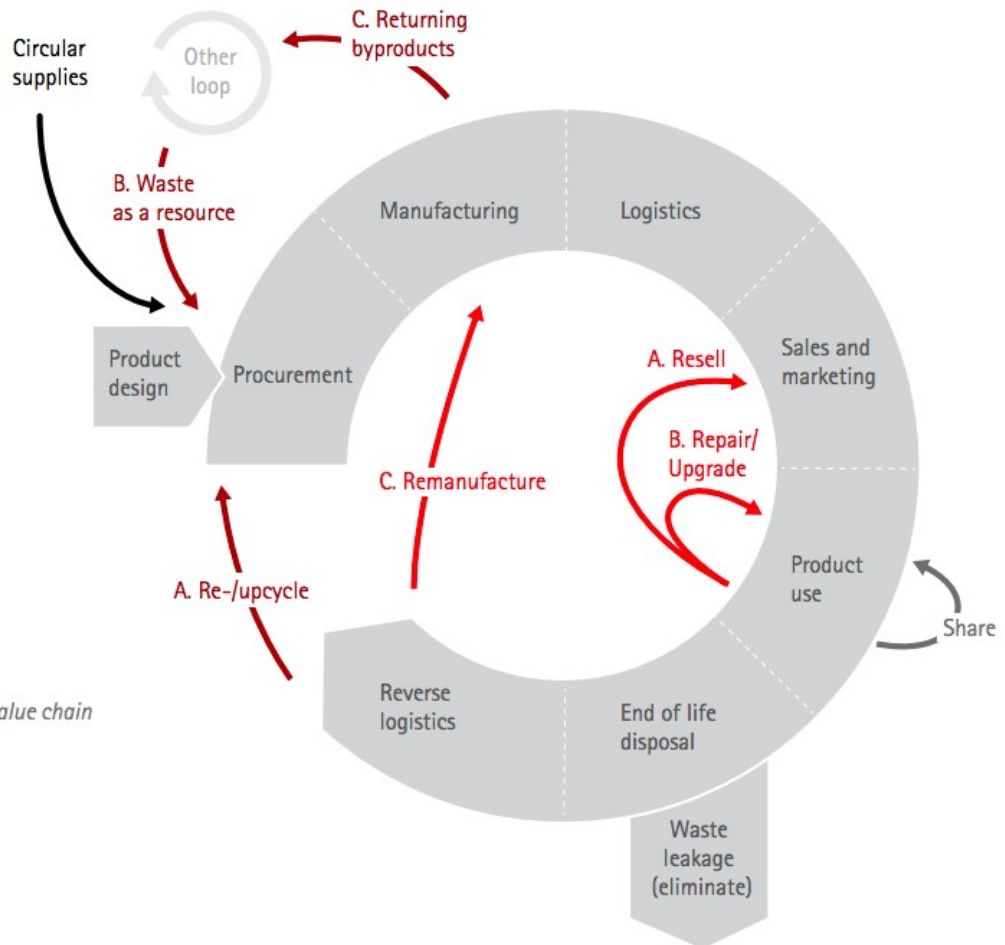 Circular
supplies
Other
loop
C. Returning
byproducts
B. Waste
as a resource
Manufacturing
Logistics
Product
design
Procurement
A. Resell
Sales and
marketing
B. Repair/
Upgrade
C. Remanufacture
Product
use
A. Re-/upcycle
Share
Reverse
logistics
End of life
disposal
alue chain
Waste
leakage
(eliminate)